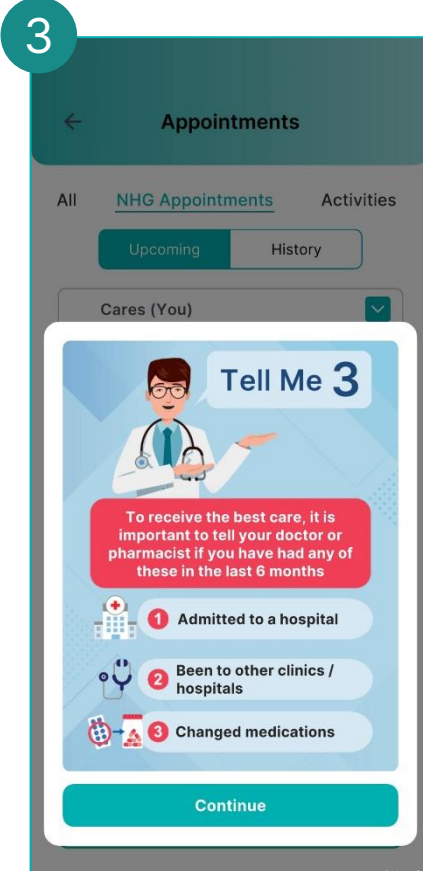 3
Appointments
All NHG Appointments Activities
Upcoming History
Cares (You)
Tell Me 3
To receive the best care, it is
important to tell your doctor or
pharmacist if you have had any of
these in the last 6 months
1 Admitted to a hospital
2 Been to other clinics /
hospitals
3 Changed medications
Continue